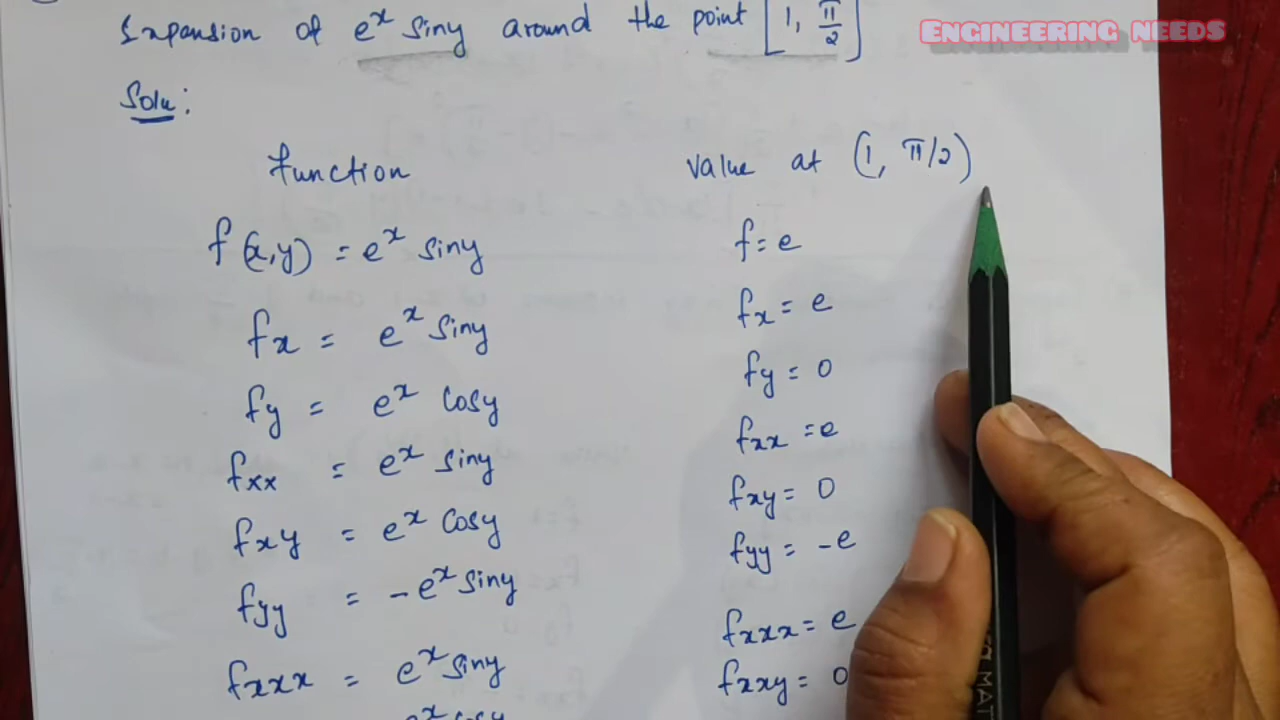 Expansion of e^x Siny around the point [1, π/2]
ENGINEERING NEEDS
Solu:
function
value at (1, π/2)
f(x,y) = e^x siny
f = e
fx = e^x siny
fx = e
fy = e^x cosy
fy = 0
fxx = e^x siny
fxx = e
fxy = e^x cosy
fxy = 0
fyy = -e^x siny
fyy = -e
fxxx = e^x siny
fxxx = e
fxxy = 0